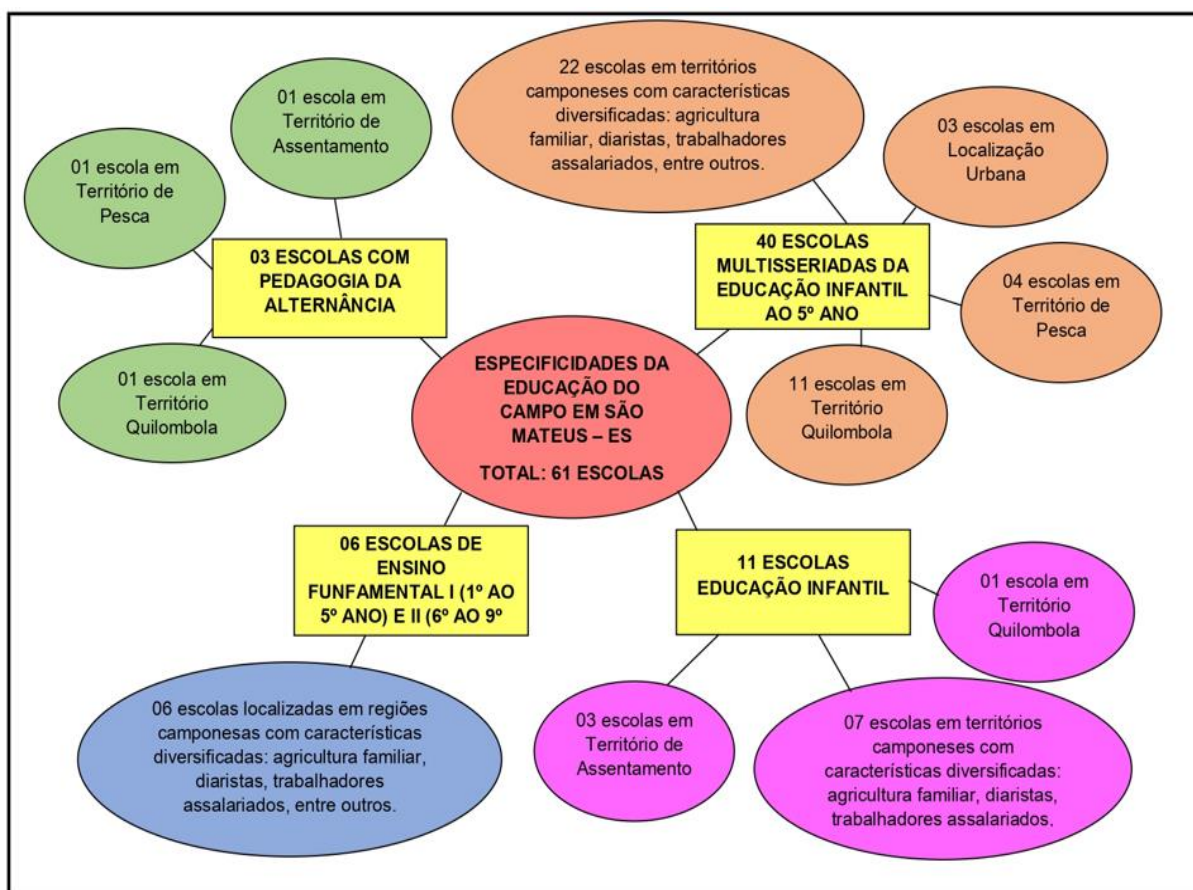 22 escolas em territórios
camponeses com características
diversificadas: agricultura
familiar, diaristas, trabalhadores
assalariados, entre outros.
01 escola em
Território de
Assentamento
03 escolas em
Localização
Urbana
01 escola em
Território de
Pesca
03 ESCOLAS COM
PEDAGOGIA DA
ALTERNÂNCIA
40 ESCOLAS
MULTISSERIADAS DA
EDUCAÇÃO INFANTIL
AO 5º ANO
04 escolas em
Território de
Pesca
01 escola em
Território
Quilombola
ESPECIFICIDADES DA
EDUCAÇÃO DO
CAMPO EM SÃO
MATEUS – ES
TOTAL: 61 ESCOLAS
11 escolas em
Território
Quilombola
06 ESCOLAS DE
ENSINO
FUNFAMENTAL I (1º AO
5º ANO) E II (6º AO 9º
11 ESCOLAS
EDUCAÇÃO INFANTIL
01 escola em
Território
Quilombola
06 escolas localizadas em regiões
camponesas com características
diversificadas: agricultura familiar,
diaristas, trabalhadores
assalariados, entre outros.
03 escolas em
Território de
Assentamento
07 escolas em territórios
camponeses com
características diversificadas:
agricultura familiar, diaristas,
trabalhadores assalariados.